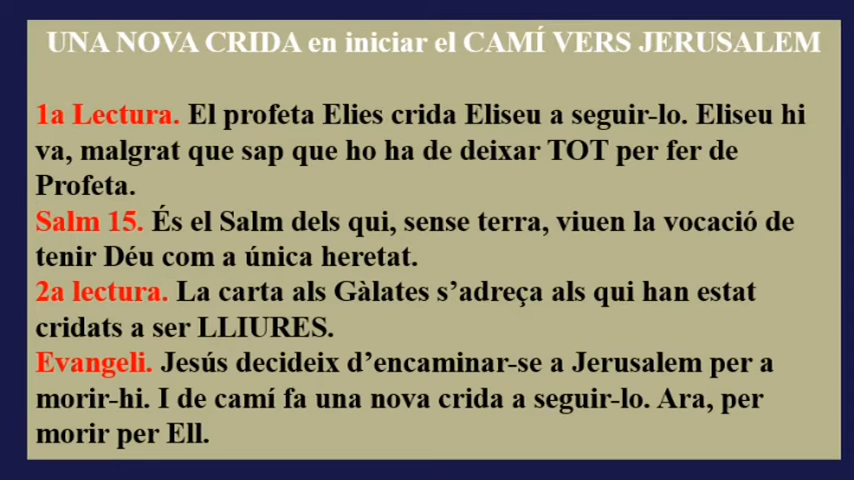 UNA NOVA CRIDA en iniciar el CAMÍ VERS JERUSALEM
1a Lectura. El profeta Elies crida Eliseu a seguir-lo. Eliseu hi
va, malgrat que sap que ho ha de deixar TOT per fer de
Profeta.
Salm 15. És el Salm dels qui, sense terra, viuen la vocació de
tenir Déu com a única heretat.
2a lectura. La carta als Gàlates s’adreça als qui han estat
cridats a ser LLIURES.
Evangeli. Jesús decideix d’encaminar-se a Jerusalem per a
morir-hi. I de camí fa una nova crida a seguir-lo. Ara, per
morir per Ell.